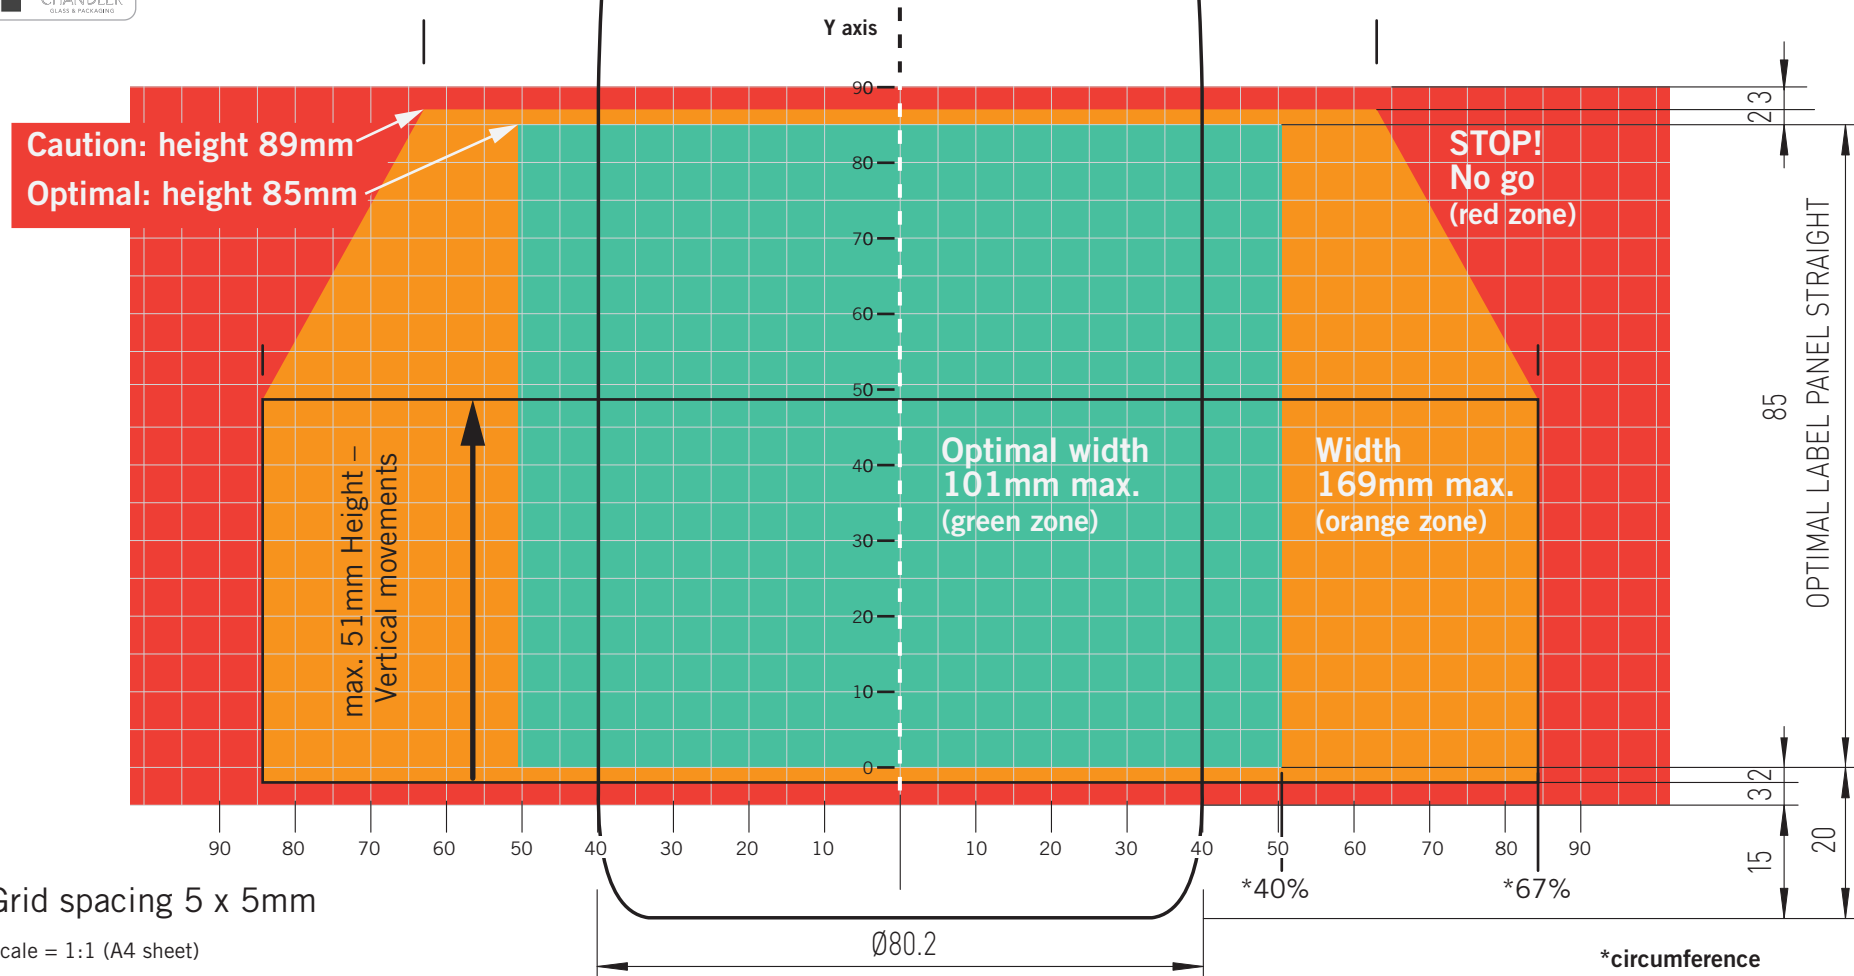 CHANDLER
GLASS & PACKAGING
Y axis
Caution: height 89mm
Optimal: height 85mm
STOP!
No go
(red zone)
90
80
70
60
50
40
30
20
10
0
Optimal width
101mm max.
(green zone)
Width
169mm max.
(orange zone)
max. 51mm Height –
Vertical movements
3
2
85
OPTIMAL LABEL PANEL STRAIGHT
2
3
15
20
90 80 70 60 50 40 30 20 10 10 20 30 40 50 60 70 80 90
*40%
*67%
Grid spacing 5 x 5mm
cale = 1:1 (A4 sheet)
Ø80.2
*circumference